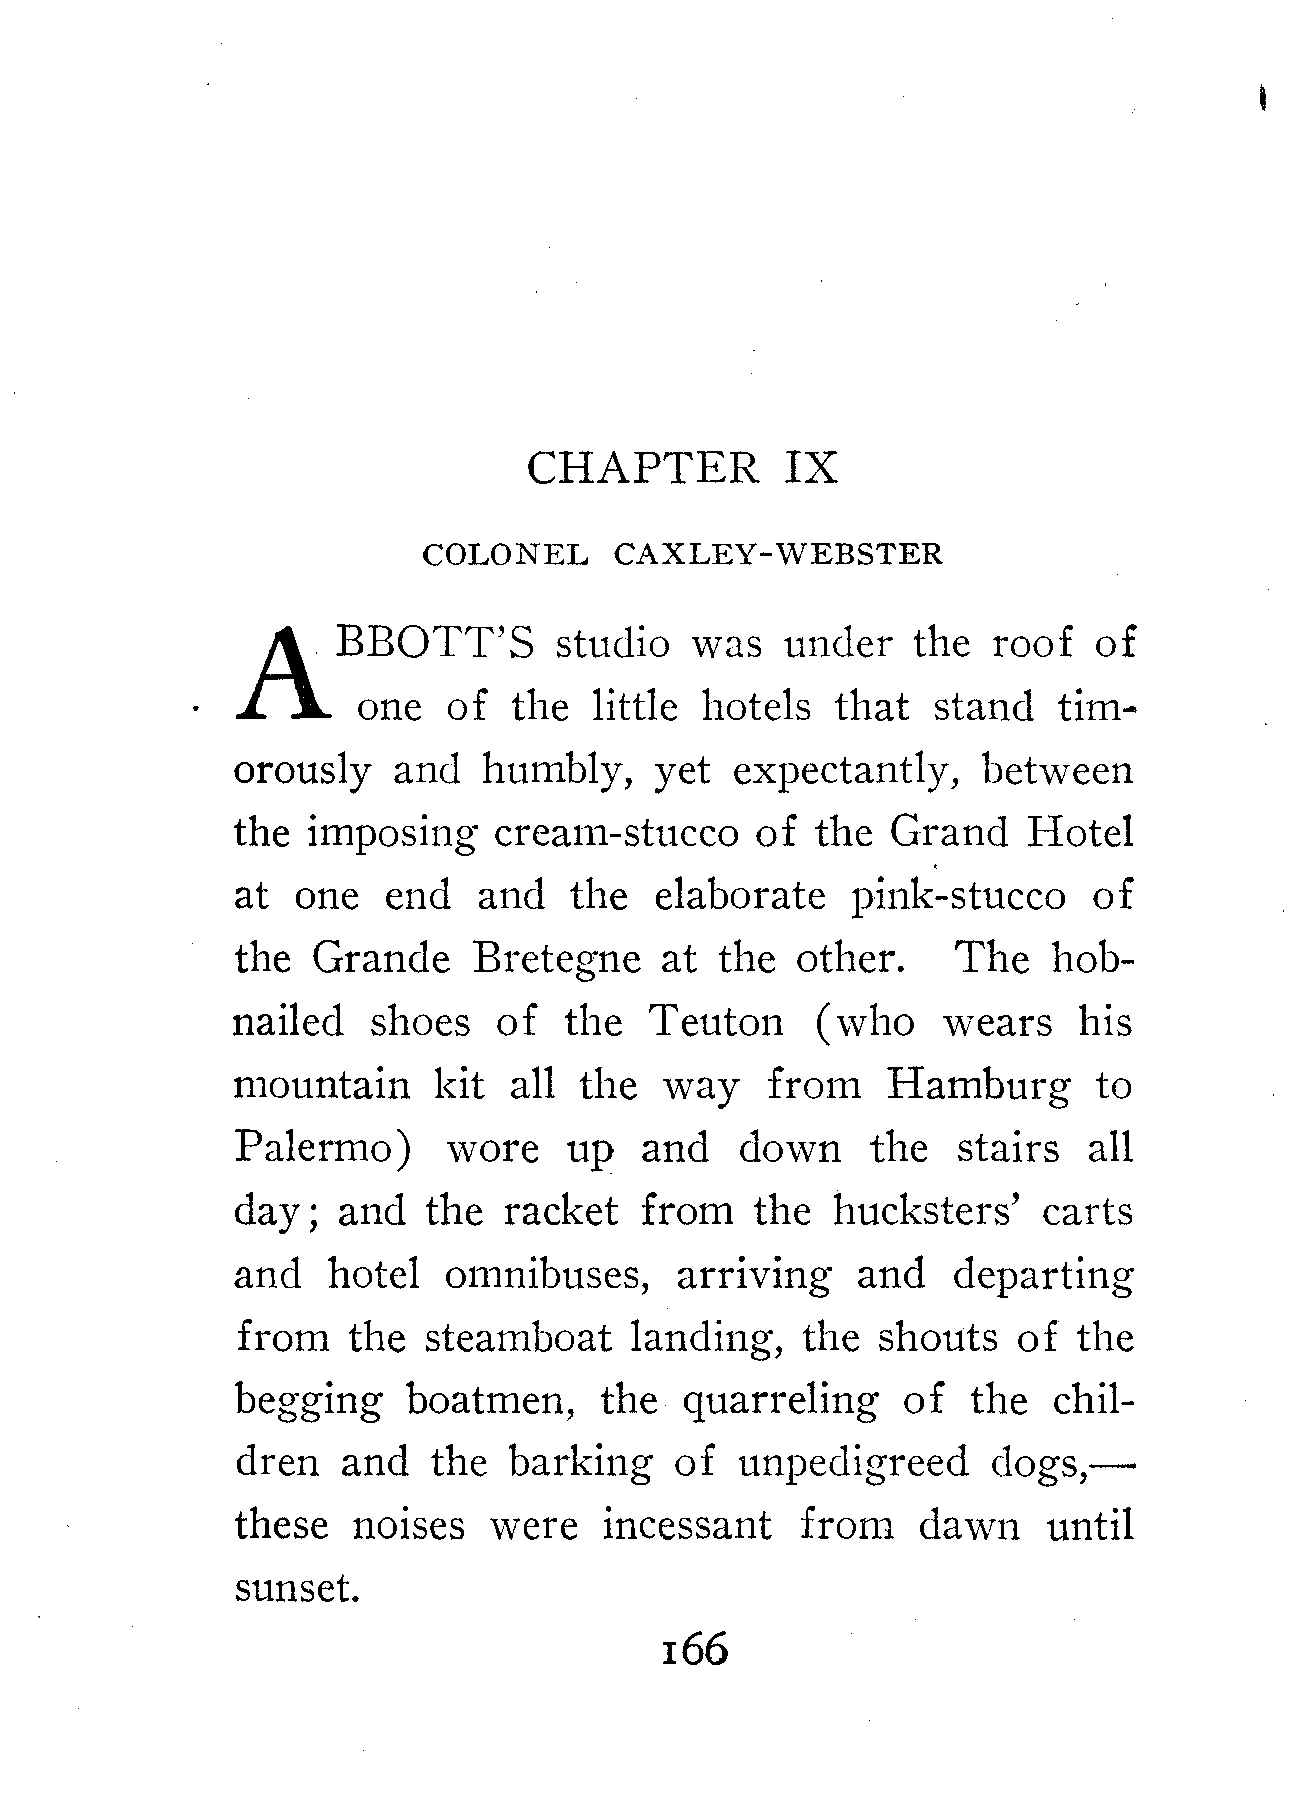 CHAPTER IX
COLONEL CAXLEY-WEBSTER
ABBOTT'S studio was under the roof of
one of the little hotels that stand tim-
orously and humbly, yet expectantly, between
the imposing cream-stucco of the Grand Hotel
at one end and the elaborate pink-stucco of
the Grande Bretegne at the other. The hob-
nailed shoes of the Teuton (who wears his
mountain kit all the way from Hamburg to
Palermo) wore up and down the stairs all
day; and the racket from the hucksters' carts
and hotel omnibuses, arriving and departing
from the steamboat landing, the shouts of the
begging boatmen, the quarreling of the chil-
dren and the barking of unpedigreed dogs,—
these noises were incessant from dawn until
sunset.
166